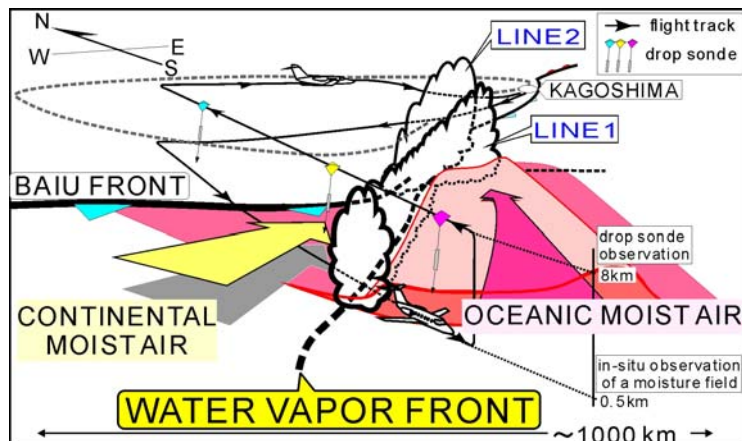 N
W E
S
LINE2
flight track
drop sonde
KAGOSHIMA
LINE1
BAIU FRONT
drop sonde
observation
8km
CONTINENTAL
MOIST AIR
OCEANIC MOIST AIR
in-situ observation
of a moisture field
0.5km
WATER VAPOR FRONT
~1000 km